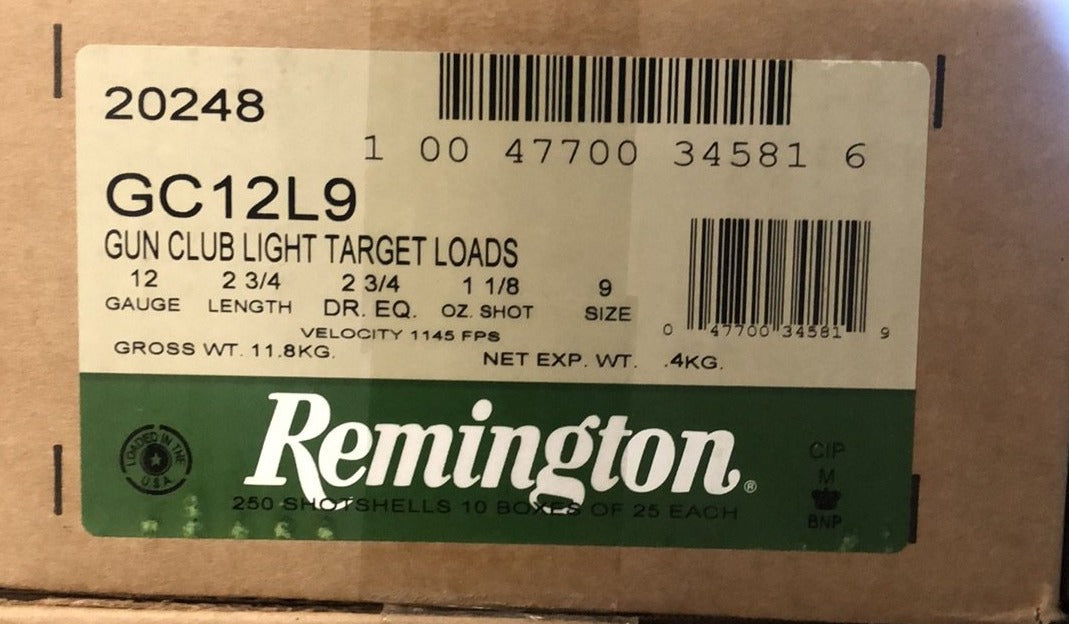 20248
1 00 47700 34581 6
GC12L9
GUN CLUB LIGHT TARGET LOADS
12 2 3/4 2 3/4 1 1/8 9
GAUGE LENGTH DR. EQ. OZ. SHOT SIZE
VELOCITY 1145 FPS
0 47700 34581 9
GROSS WT. 11.8KG. NET EXP. WT. .4KG.
Remington®
LOADED IN THE
U.S.A.
250 SHOTSHELLS 10 BOXES OF 25 EACH
CIP
M
BNP